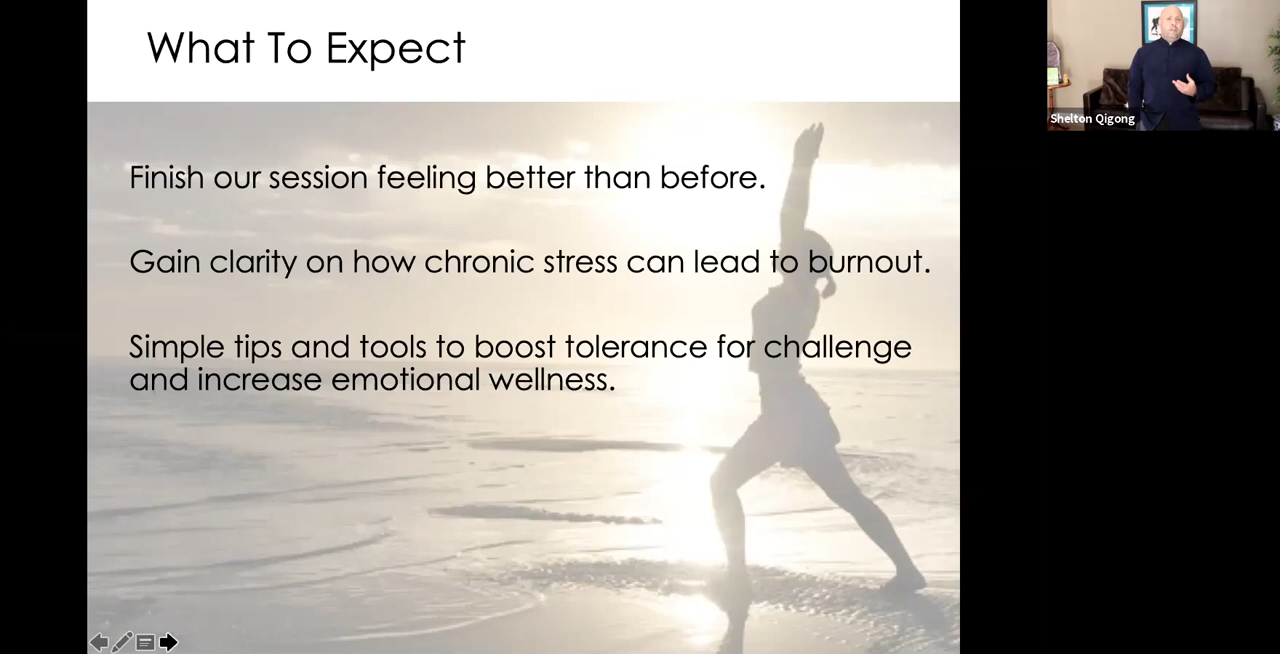 What To Expect
Finish our session feeling better than before.
Gain clarity on how chronic stress can lead to burnout.
Simple tips and tools to boost tolerance for challenge
and increase emotional wellness.
Shelton Qigong